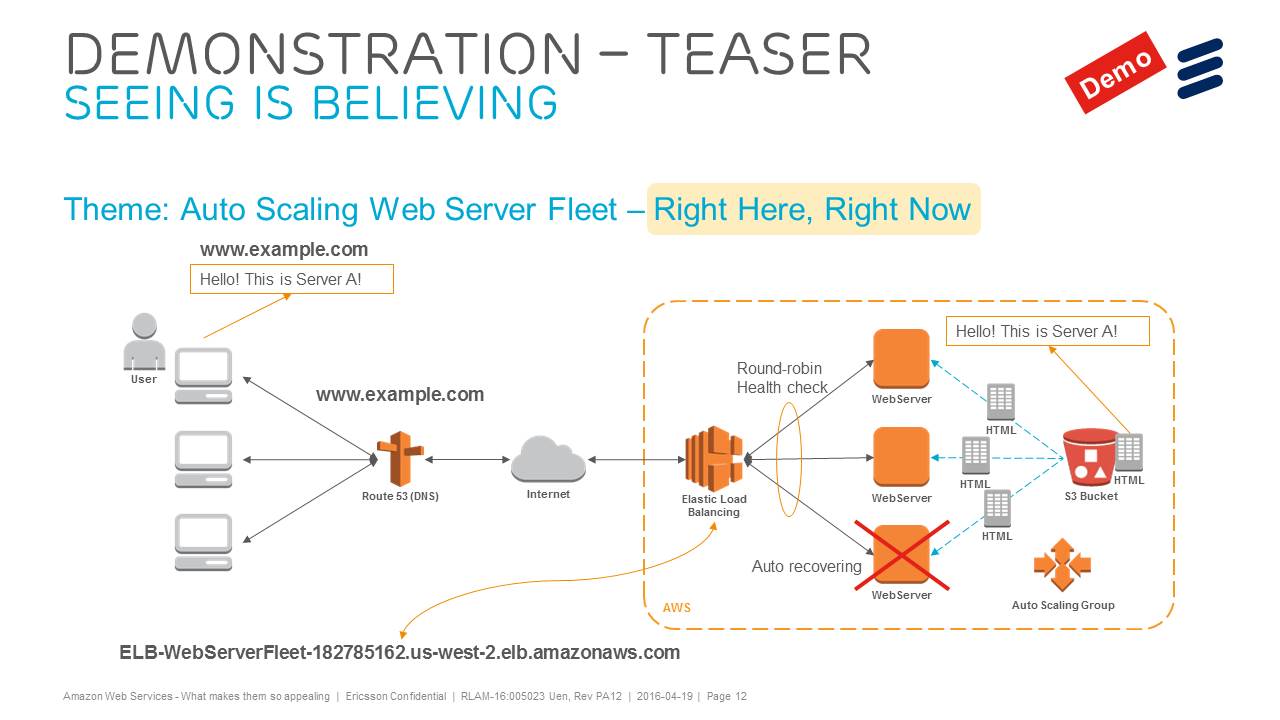 DEMONSTRATION – TEASER
SEEING IS BELIEVING
Demo
Theme: Auto Scaling Web Server Fleet – Right Here, Right Now
www.example.com
Hello! This is Server A!
User
www.example.com
Route 53 (DNS)
Internet
Elastic Load
Balancing
Round-robin
Health check
Auto recovering
WebServer
WebServer
WebServer
Hello! This is Server A!
HTML
HTML
HTML
HTML
S3 Bucket
Auto Scaling Group
AWS
ELB-WebServerFleet-182785162.us-west-2.elb.amazonaws.com
Amazon Web Services - What makes them so appealing | Ericsson Confidential | RLAM-16:005023 Uen, Rev PA12 | 2016-04-19 | Page 12